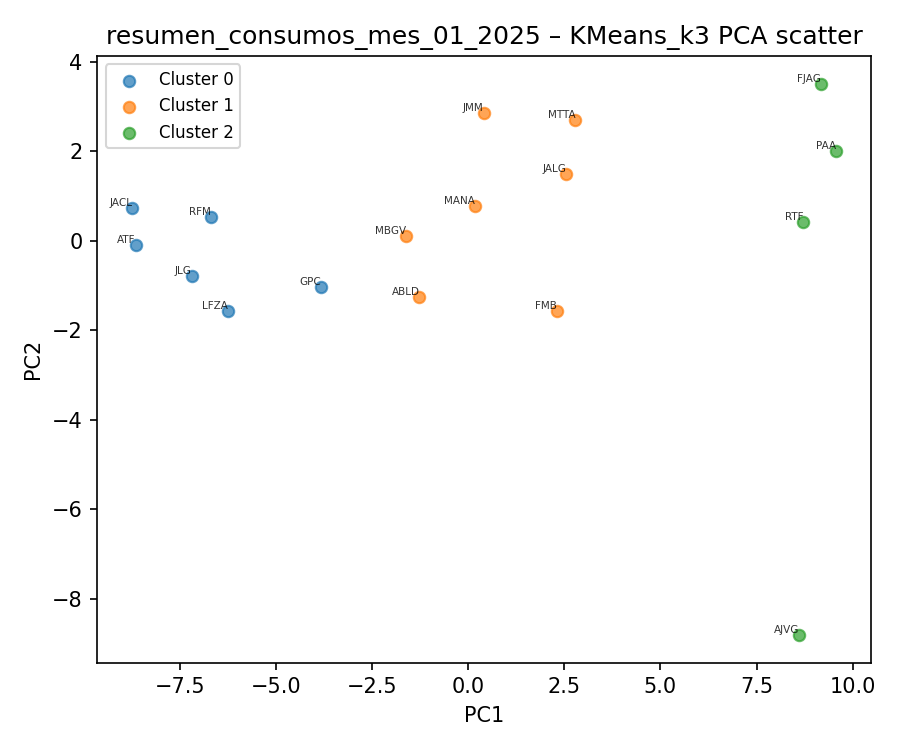 resumen_consumos_mes_01_2025 – KMeans_k3 PCA scatter
Cluster 0
Cluster 1
Cluster 2
4
2
0
−2
−4
−6
−8
PC2
FJAG
JMM
MTTA
PAA
JALG
JACL
RFM
MANA
RTF
MBGV
ATF
JLG
GPC
ABLD
LFZA
FMB
AJVG
−7.5 −5.0 −2.5 0.0 2.5 5.0 7.5 10.0
PC1